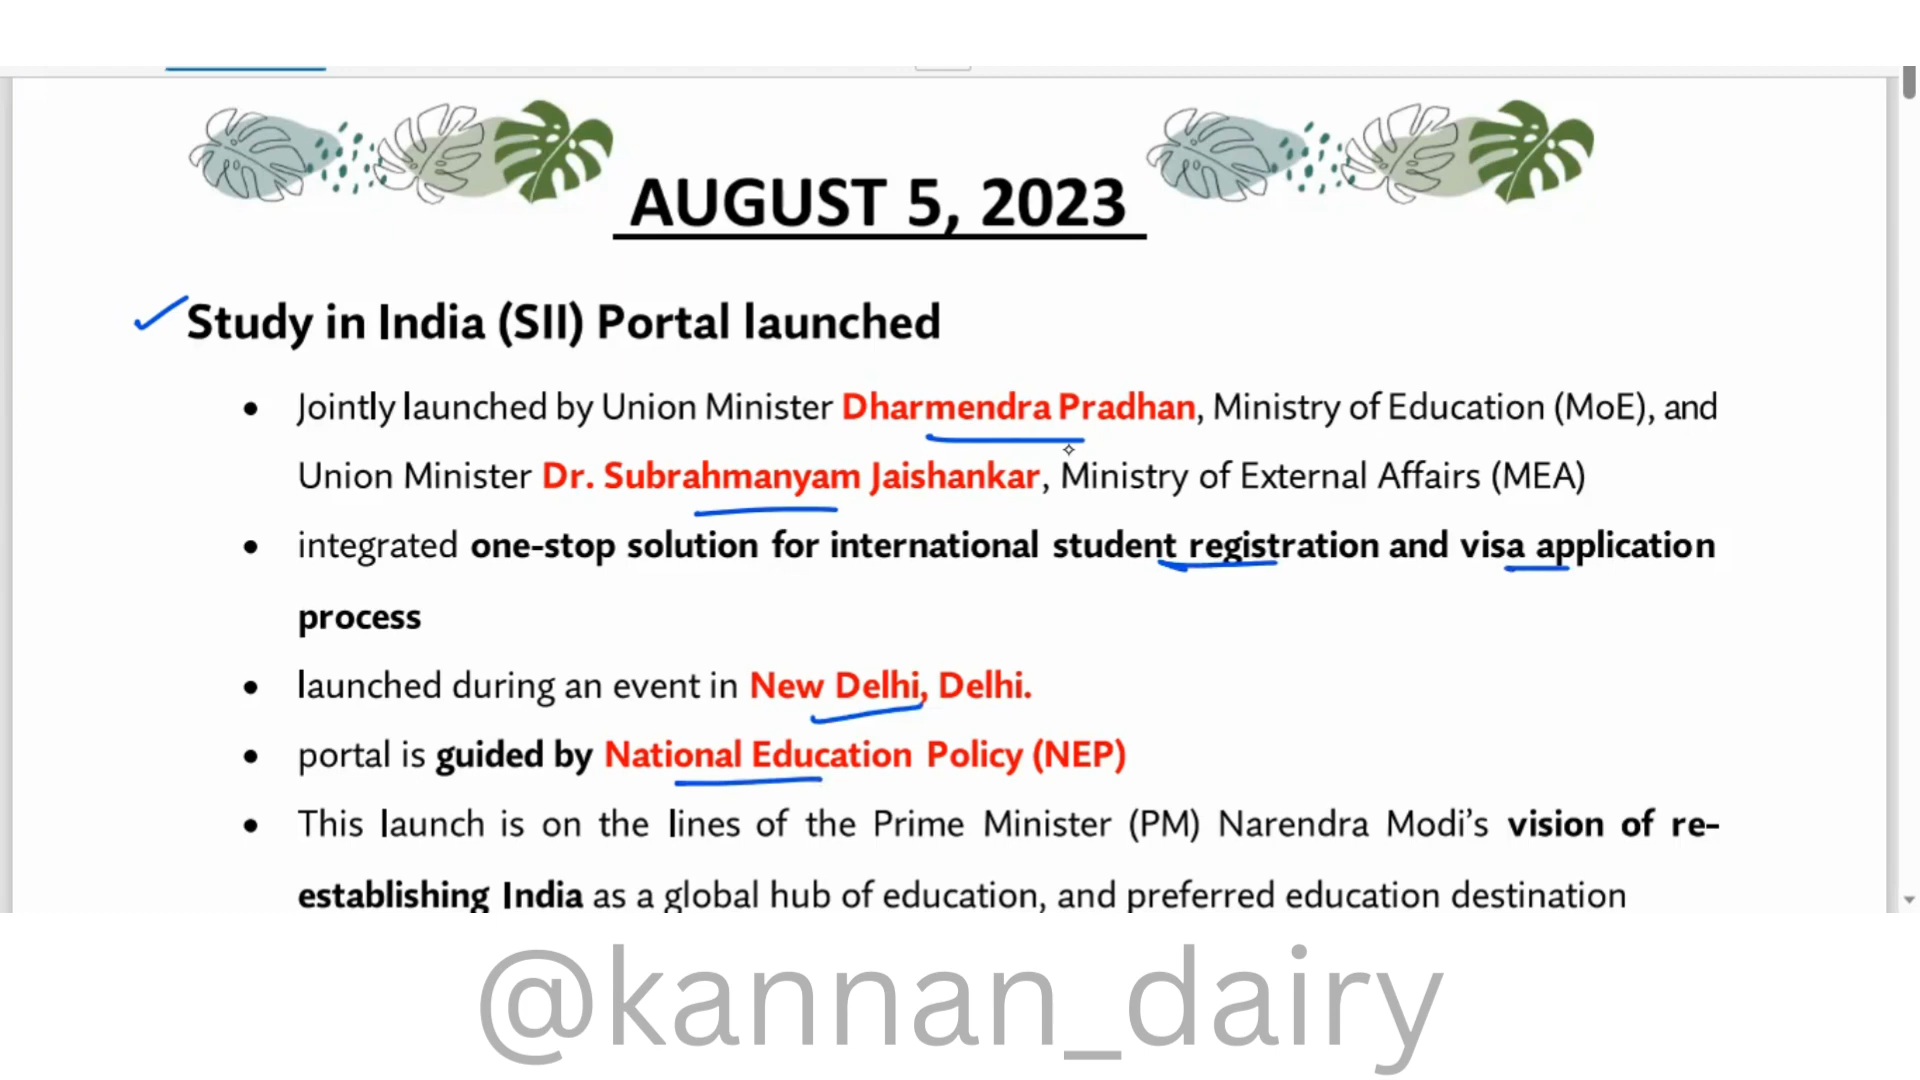 AUGUST 5, 2023
Study in India (SII) Portal launched
• Jointly launched by Union Minister Dharmendra Pradhan, Ministry of Education (MoE), and
Union Minister Dr. Subrahmanyam Jaishankar, Ministry of External Affairs (MEA)
• integrated one-stop solution for international student registration and visa application
process
• launched during an event in New Delhi, Delhi.
• portal is guided by National Education Policy (NEP)
• This launch is on the lines of the Prime Minister (PM) Narendra Modi’s vision of re-
establishing India as a global hub of education, and preferred education destination
@kannan_dairy